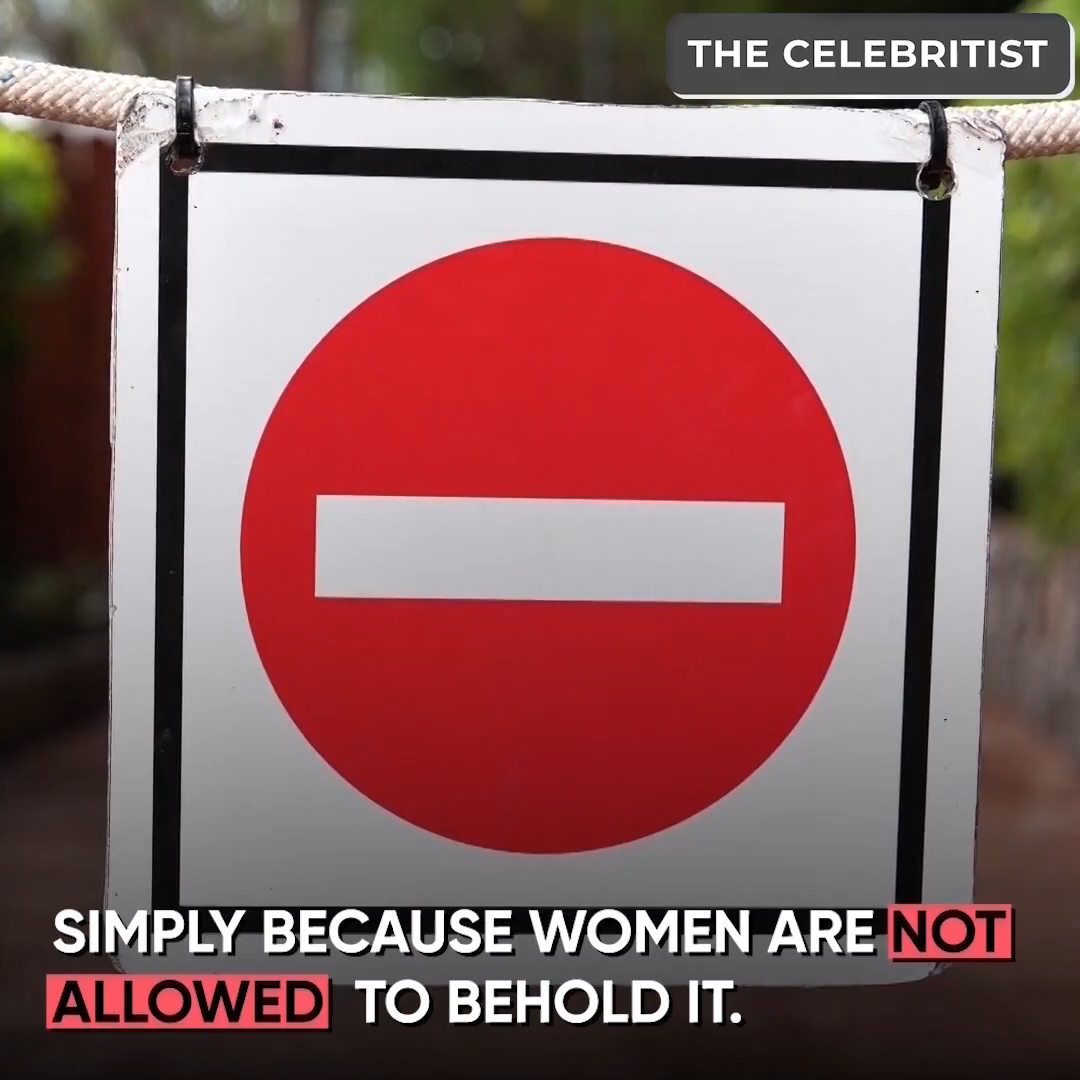 THE CELEBRITIST
SIMPLY BECAUSE WOMEN ARE NOT
ALLOWED TO BEHOLD IT.